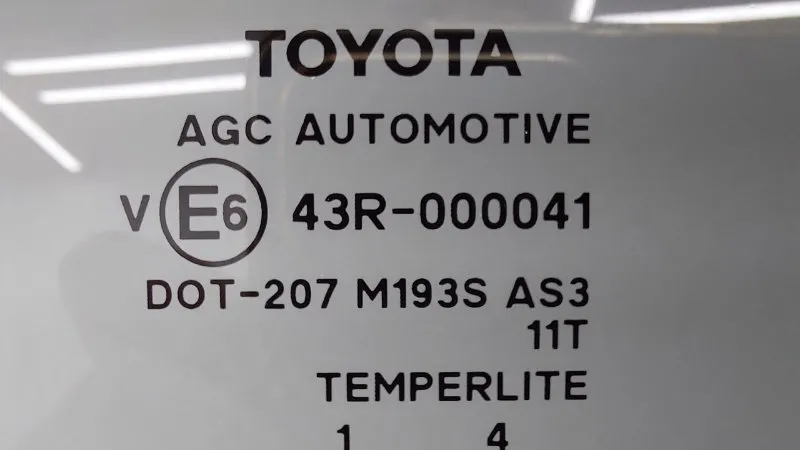 TOYOTA
AGC AUTOMOTIVE
V E6 43R-000041
DOT-207 M193S AS3
11T
TEMPERLITE
1 4